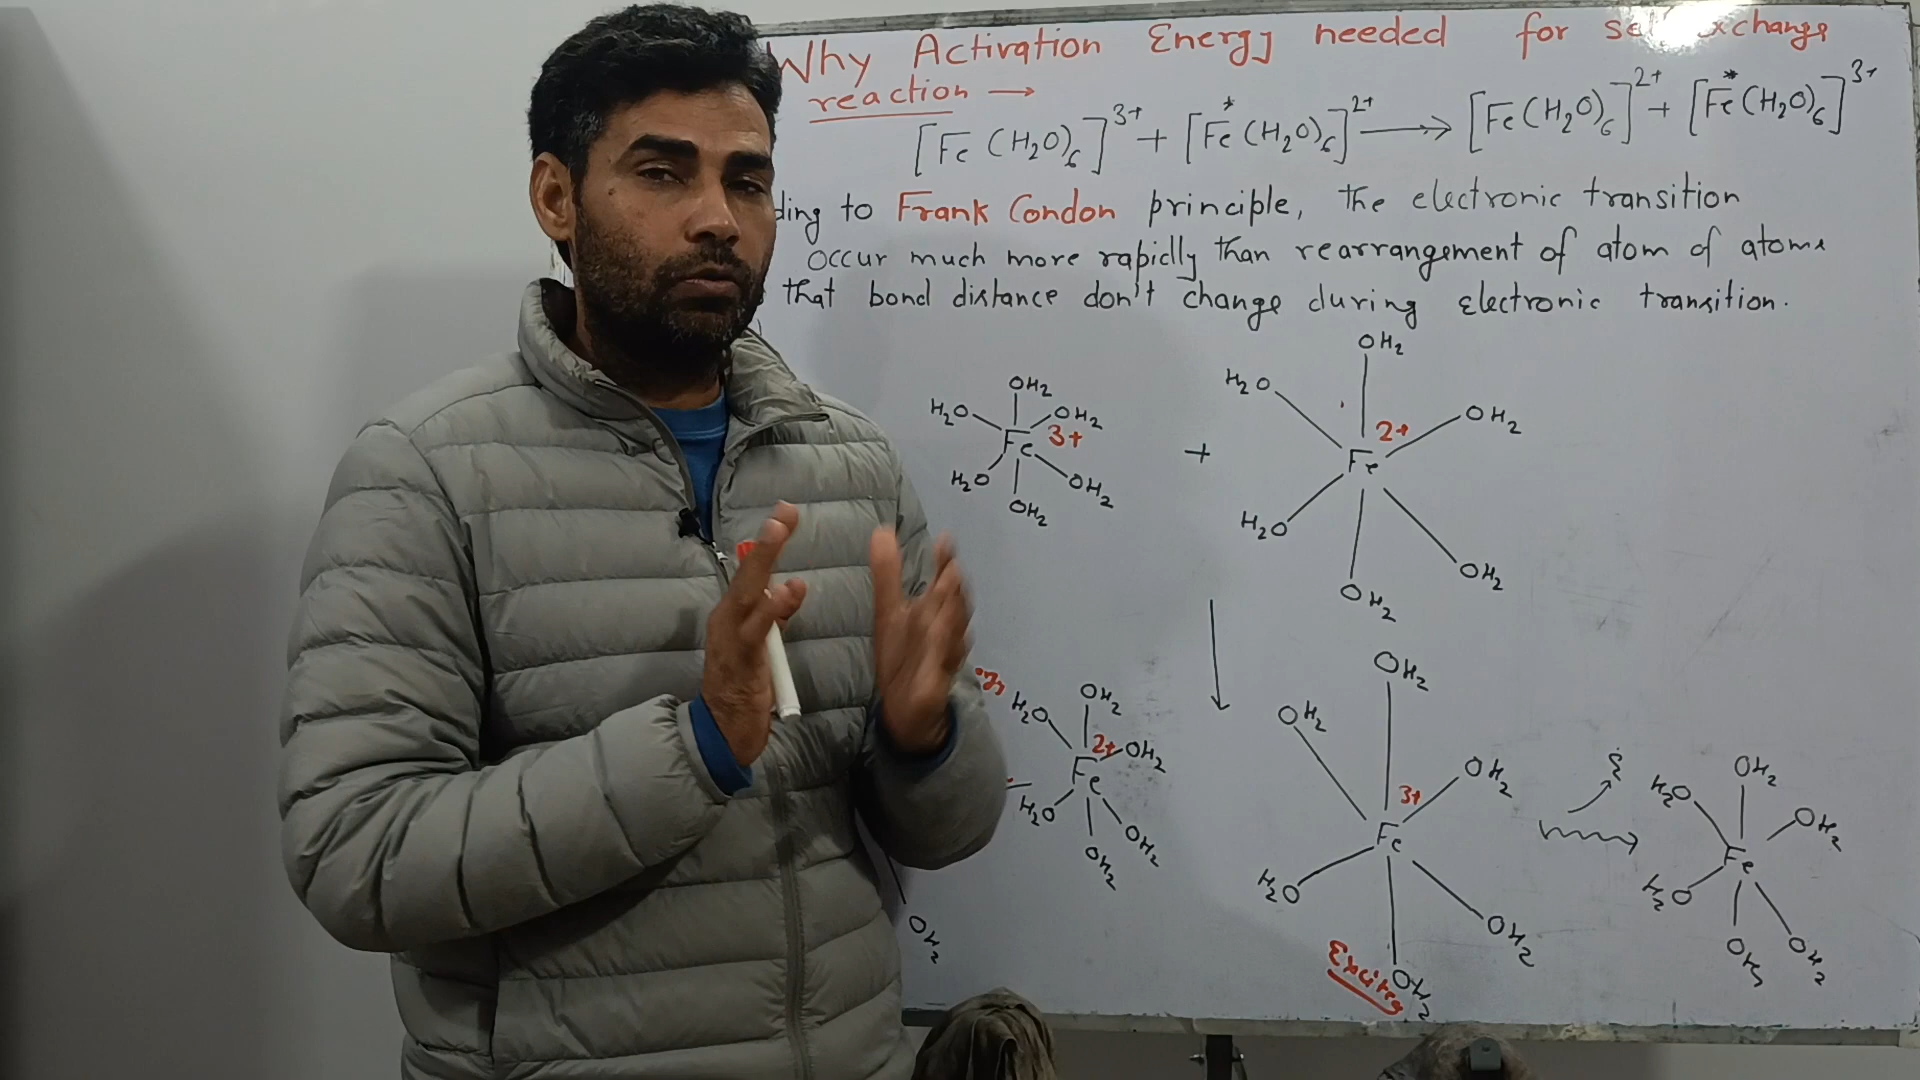 Why Activation Energy needed for se xchange
reaction →
[Fe (H₂O)₆]³⁺ + [Fe* (H₂O)₆]²⁺ → [Fe (H₂O)₆]²⁺ + [Fe* (H₂O)₆]³⁺
ding to Frank Condon principle, The electronic transition
occur much more rapidly than rearrangement of atom of atoms
that bond distance don't change during electronic transition.
OH₂
H₂O OH₂
Fe 3+
H₂O OH₂
OH₂
+
OH₂
H₂O OH₂
2+
Fe
H₂O OH₂
OH₂
↓
OH₂
H₂O
2+ OH₂
Fe
H₂O OH₂
OH₂
OH₂
OH₂
OH₂ OH₂
3+
Fe
H₂O OH₂
OH₂
OH₂
H₂O OH₂
Fe
H₂O OH₂
OH₂